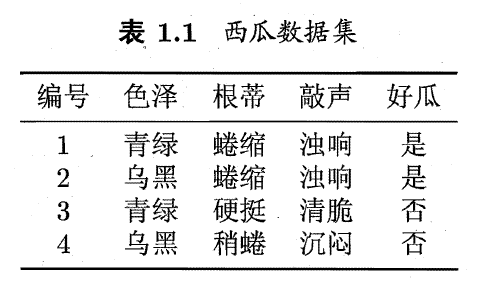 表 1.1 西瓜数据集
编号 色泽 根蒂 敲声 好瓜
1 青绿 蜷缩 浊响 是
2 乌黑 蜷缩 浊响 是
3 青绿 硬挺 清脆 否
4 乌黑 稍蜷 沉闷 否